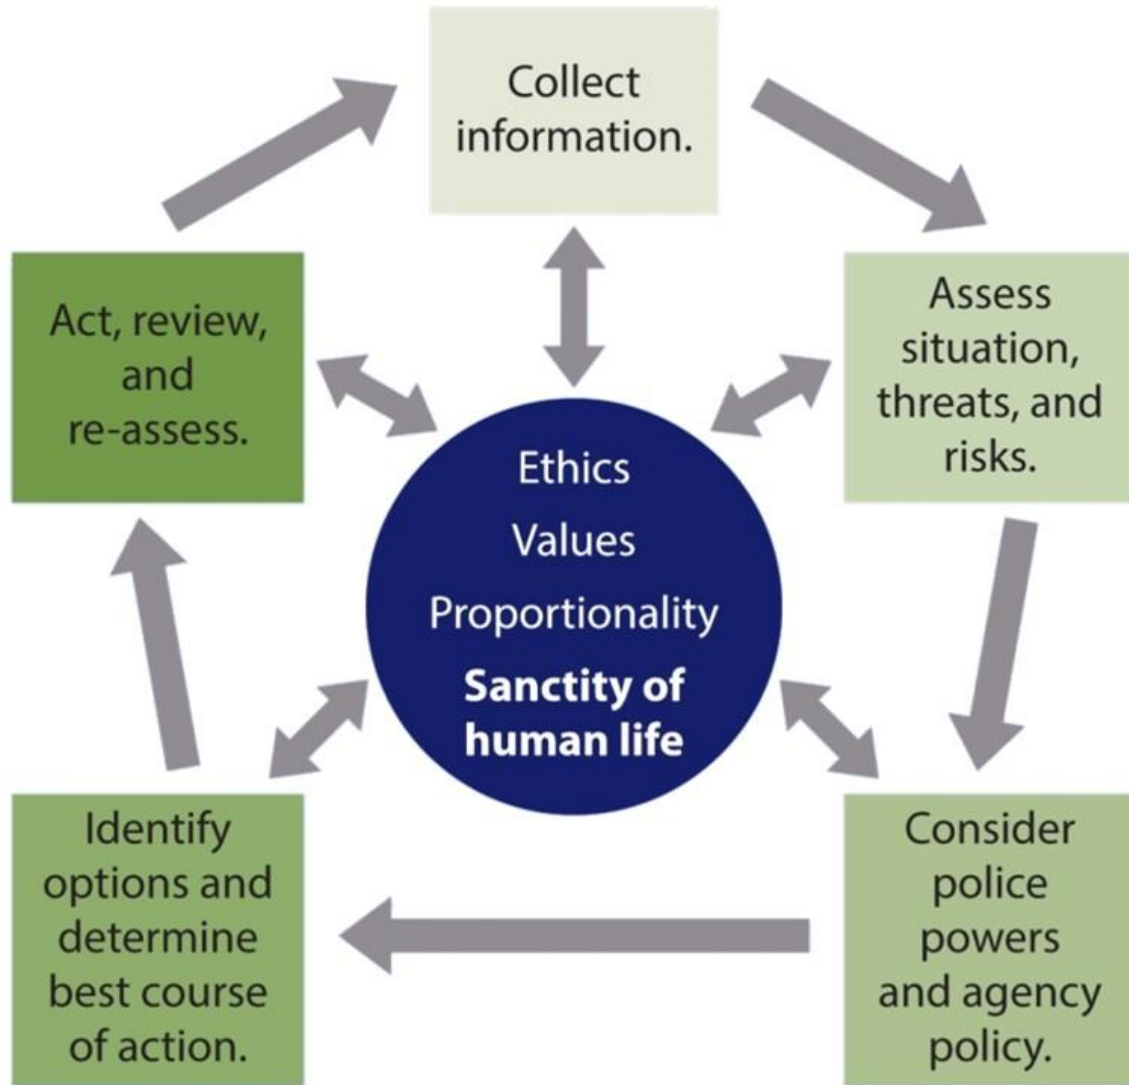 Collect
information.
Assess
situation,
threats, and
risks.
Consider
police
powers
and agency
policy.
Identify
options and
determine
best course
of action.
Act, review,
and
re-assess.
Ethics
Values
Proportionality
Sanctity of
human life